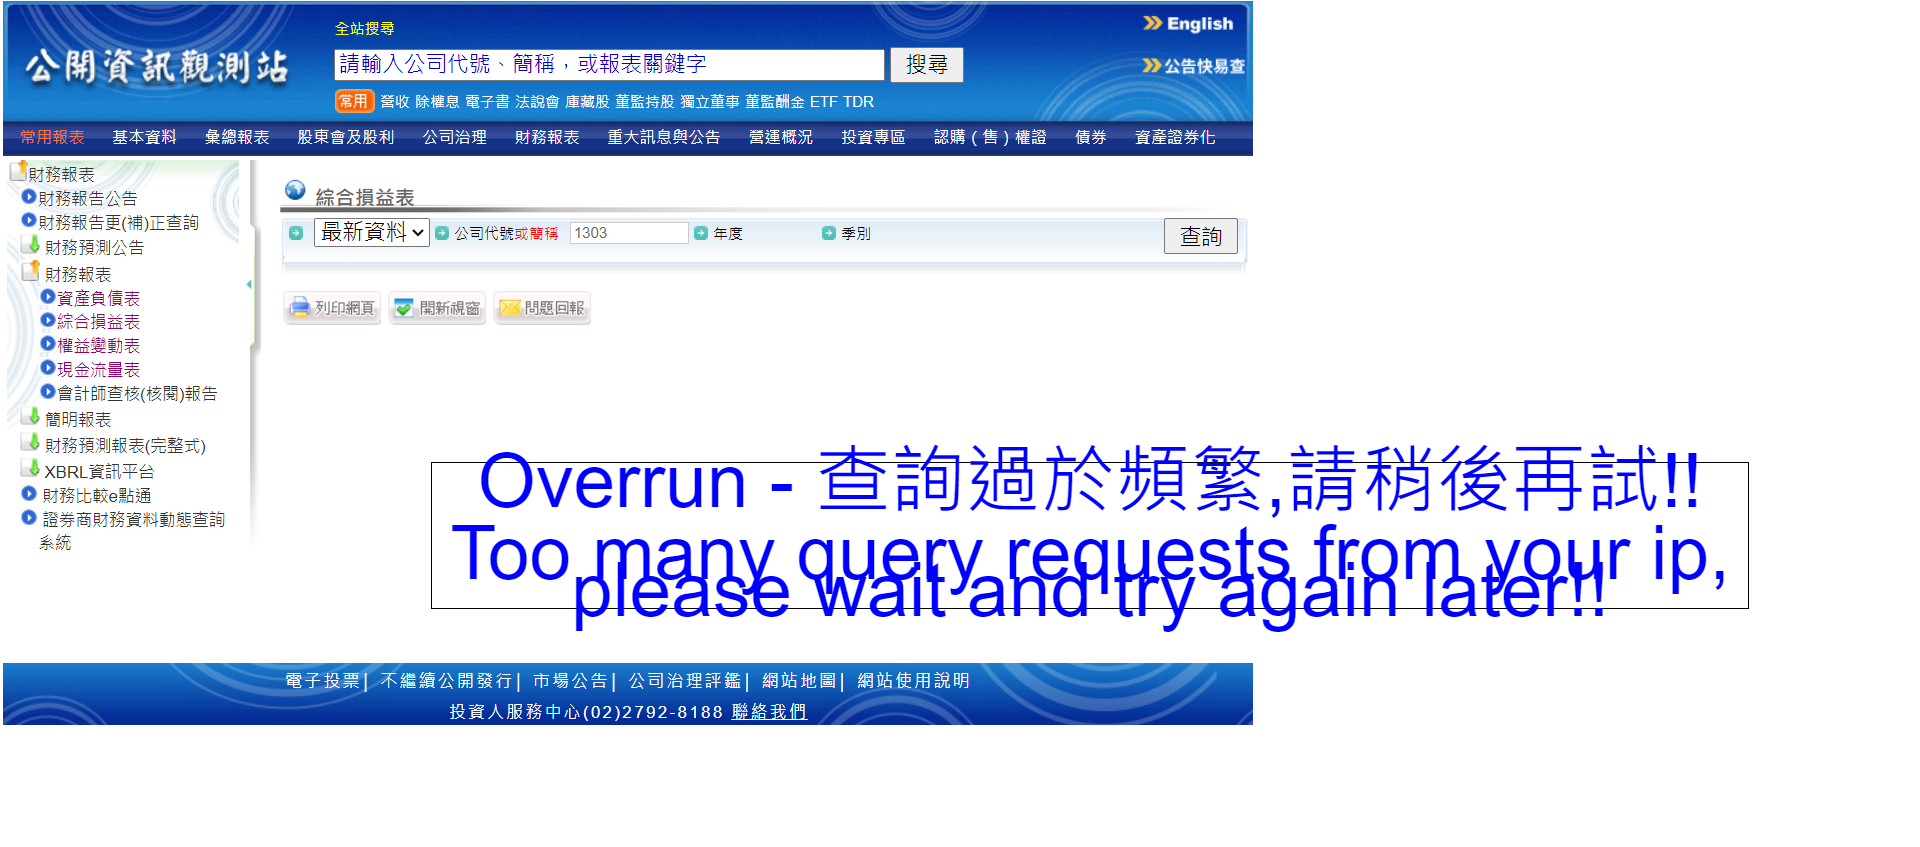 公開資訊觀測站
全站搜尋
請輸入公司代號、簡稱，或報表關鍵字
搜尋
常用 營收 除權息 電子書 法說會 庫藏股 董監持股 獨立董事 董監酬金 ETF TDR
English
公告快易查
常用報表 基本資料 彙總報表 股東會及股利 公司治理 財務報表 重大訊息與公告 營運概況 投資專區 認購（售）權證 債券 資產證券化
財務報表
財務報告公告
財務報告更(補)正查詢
財務預測公告
財務報表
資產負債表
綜合損益表
權益變動表
現金流量表
會計師查核(核閱)報告
簡明報表
財務預測報表(完整式)
XBRL資訊平台
財務比較e點通
證券商財務資料動態查詢
系統
綜合損益表
最新資料 公司代號或簡稱 1303 年度 季別 查詢
列印網頁 開新視窗 問題回報
Overrun - 查詢過於頻繁,請稍後再試!!
Too many query requests from your ip,
please wait and try again later!!
電子投票| 不繼續公開發行| 市場公告| 公司治理評鑑| 網站地圖| 網站使用說明
投資人服務中心(02)2792-8188 聯絡我們